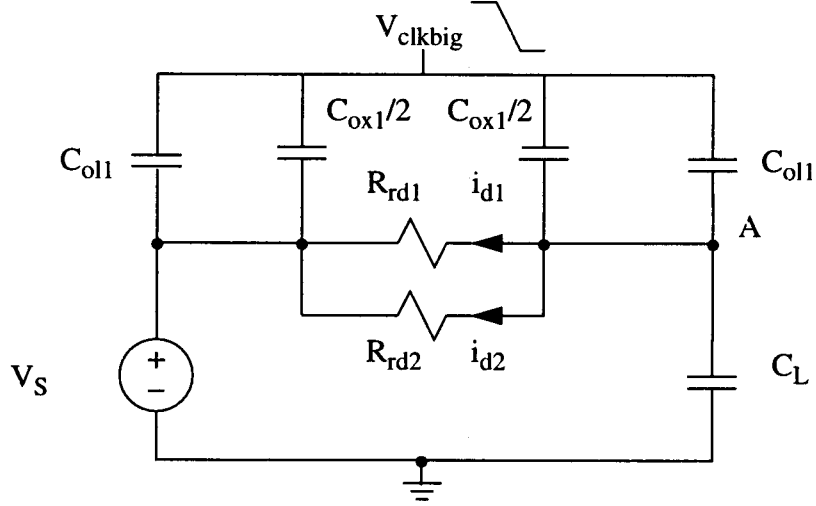 V_clkbig
C_ox1/2 C_ox1/2
C_ol1 C_ol1
R_rd1 i_d1
A
R_rd2 i_d2
V_S + − C_L